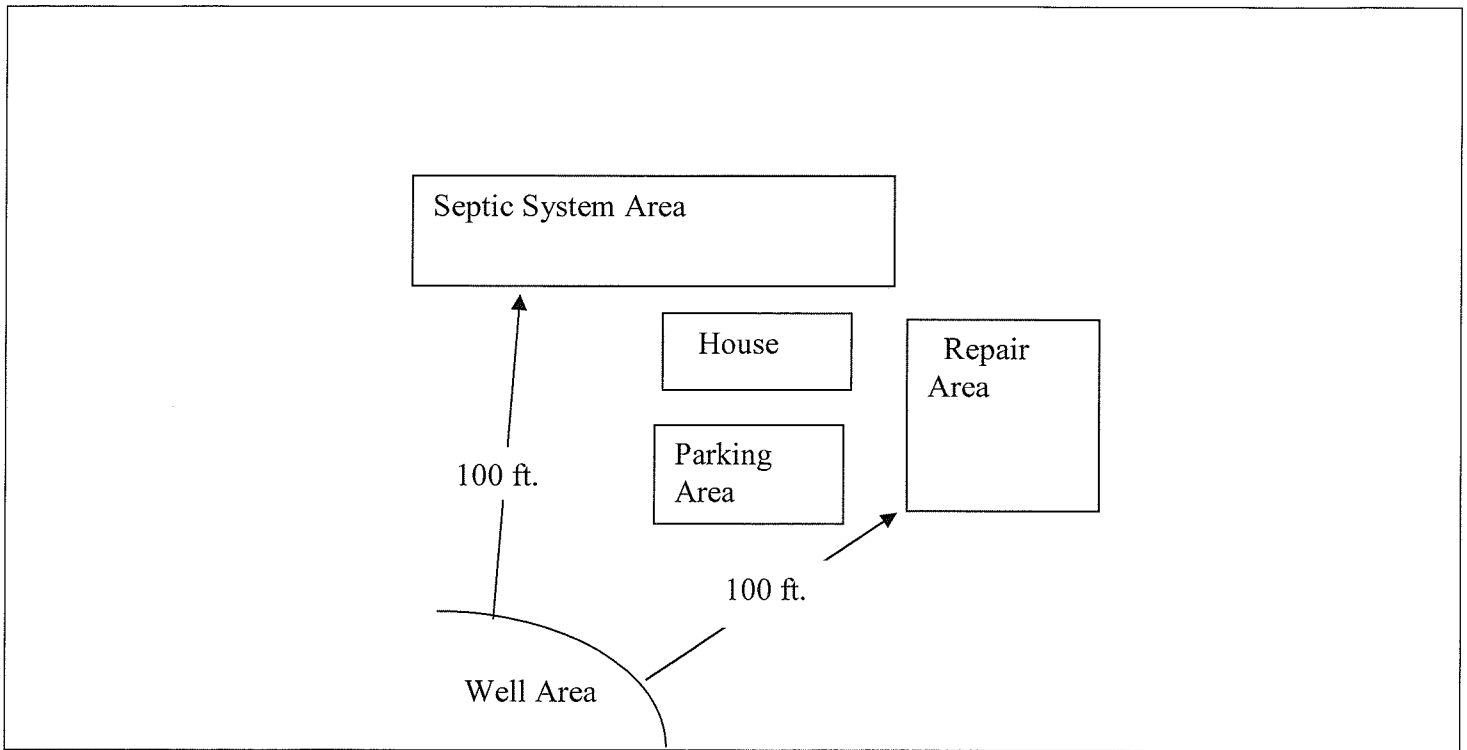 Septic System Area
House
Repair
Area
Parking
Area
100 ft.
100 ft.
Well Area